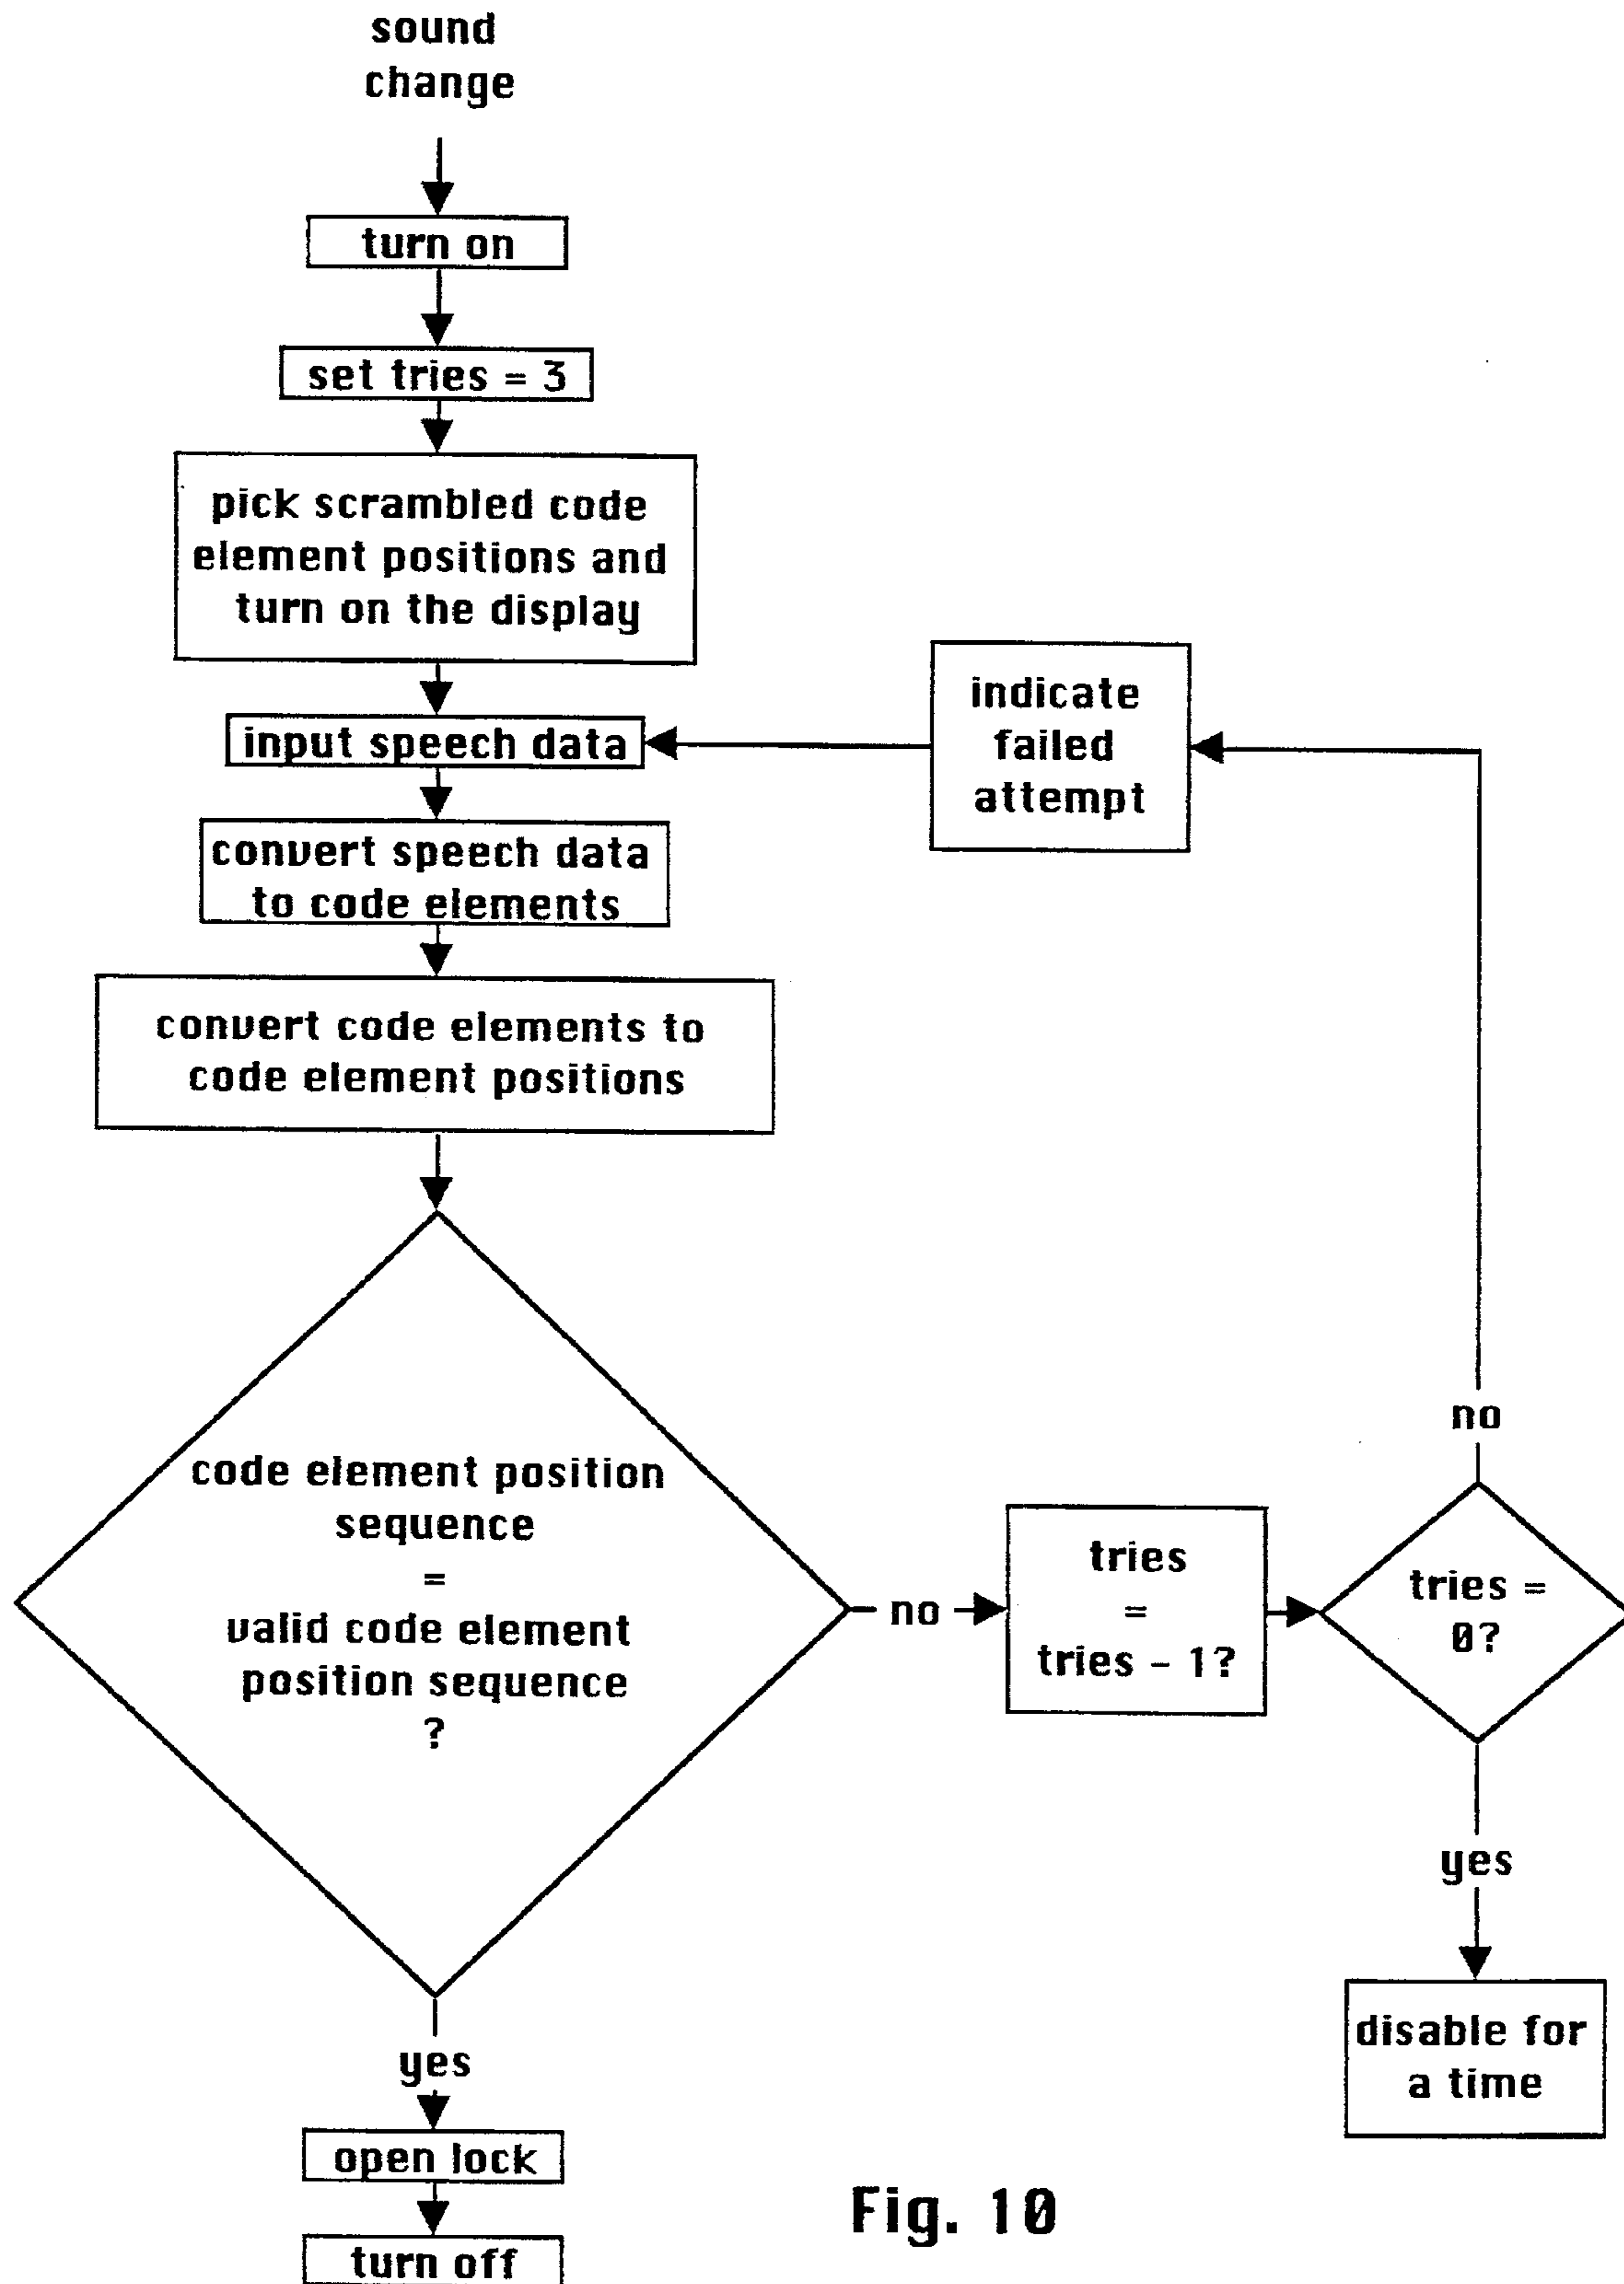 sound
change
turn on
set tries = 3
pick scrambled code
element positions and
turn on the display
input speech data
indicate
failed
attempt
convert speech data
to code elements
convert code elements to
code element positions
code element position
sequence
=
valid code element
position sequence
?
no
tries
=
tries - 1?
tries =
0?
no
yes
disable for
a time
yes
open lock
turn off
Fig. 10